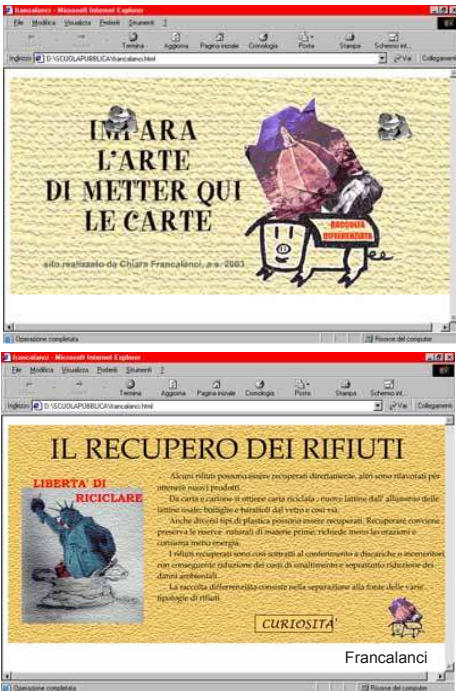 francalanci - Microsoft Internet Explorer
File Modifica Visualizza Preferiti Strumenti ?
Termina Aggiorna Pagina iniziale Cronologia Posta Stampa Schermo int...
Indirizzo D:\SCUOLAPUBBLICA\francalanci.html Vai Collegamenti
IMPARA
L'ARTE
DI METTER QUI
LE CARTE
RACCOLTA
DIFFERENZIATA
sito realizzato da Chiara Francalanci, a.s. 2003
Operazione completata Risorse del computer
francalanci - Microsoft Internet Explorer
File Modifica Visualizza Preferiti Strumenti ?
Termina Aggiorna Pagina iniziale Cronologia Posta Stampa Schermo int...
Indirizzo D:\SCUOLAPUBBLICA\francalanci.html Vai Collegamenti
IL RECUPERO DEI RIFIUTI
LIBERTA' DI
RICICLARE
Alcuni rifiuti possono essere recuperati direttamente, altri sono rilavorati per
ottenere nuovi prodotti.
Da carta e cartone si ottiene carta riciclata, nuove lattine dall' alluminio delle
lattine usate, bottiglie e barattoli dal vetro e così via.
Anche diversi tipi di plastica possono essere recuperati. Recuperare conviene
preserva le riserve naturali di materie prime, richiede meno lavorazioni e
consuma meno energia.
I rifiuti recuperati sono così sottratti al conferimento a discariche o inceneritori
con conseguente riduzione dei costi di smaltimento e soprattutto riduzione dei
danni ambientali.
La raccolta differenziata consiste nella separazione alla fonte delle varie
tipologie di rifiuti.
CURIOSITA'
Francalanci
Operazione completata Risorse del computer